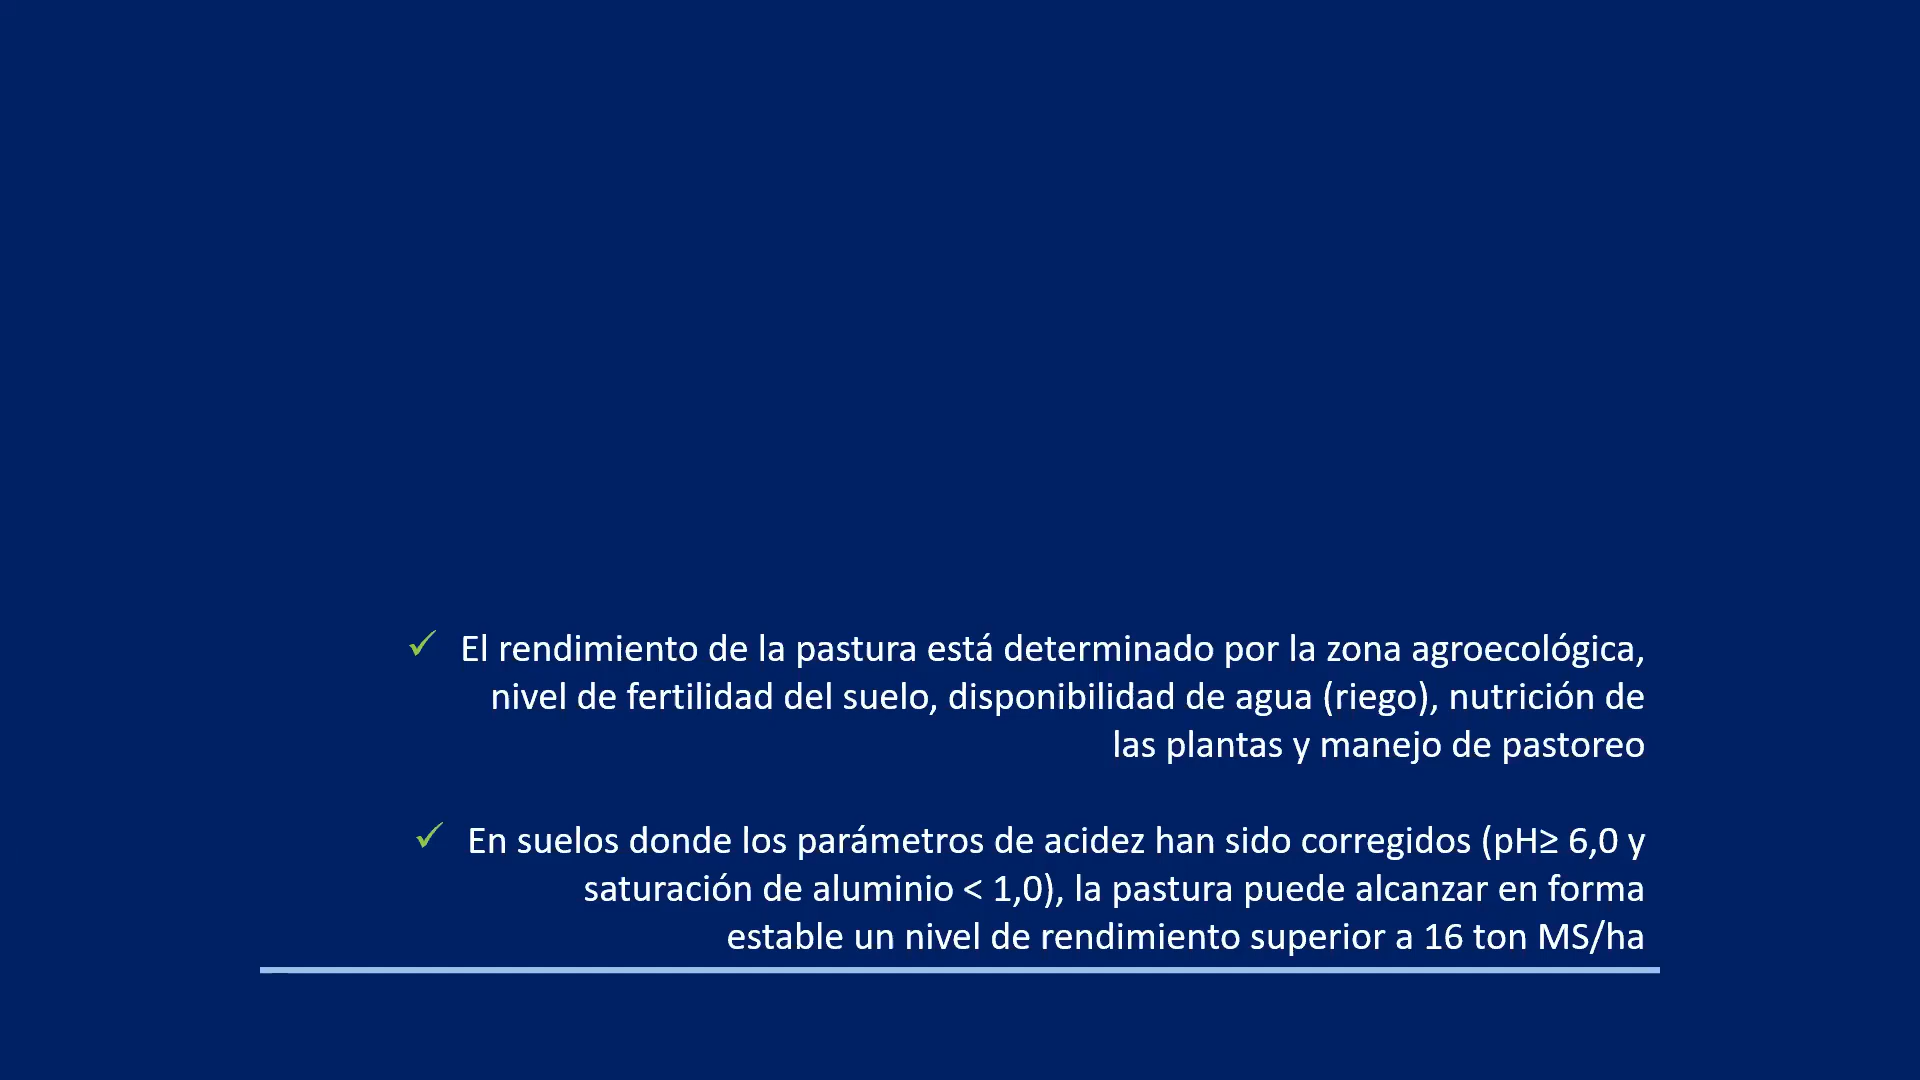 ✓ El rendimiento de la pastura está determinado por la zona agroecológica,
nivel de fertilidad del suelo, disponibilidad de agua (riego), nutrición de
las plantas y manejo de pastoreo
✓ En suelos donde los parámetros de acidez han sido corregidos (pH≥ 6,0 y
saturación de aluminio < 1,0), la pastura puede alcanzar en forma
estable un nivel de rendimiento superior a 16 ton MS/ha